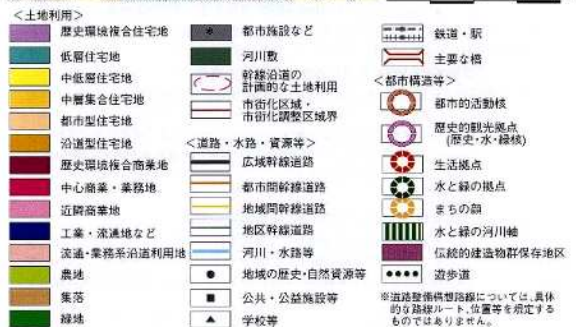 ＜土地利用＞
歴史環境複合住宅地
低層住宅地
中低層住宅地
中層集合住宅地
都市型住宅地
沿道型住宅地
歴史環境複合商業地
中心商業・業務地
近隣商業地
工業・流通地など
流通・業務系沿道利用地
農地
集落
緑地
都市施設など
河川敷
幹線沿道の
計画的な土地利用
市街化区域・
市街化調整区域界
＜道路・水路・資源等＞
広域幹線道路
都市間幹線道路
地域間幹線道路
地区幹線道路
河川・水路等
地域の歴史・自然資源等
公共・公益施設等
学校等
鉄道・駅
主要な橋
＜都市構造等＞
都市的活動核
歴史的観光拠点
(歴史・水・緑核)
生活拠点
水と緑の拠点
まちの顔
水と緑の河川軸
伝統的建造物群保存地区
遊歩道
※道路整備構想路線については、具体
的な路線ルート、位置等を規定する
ものではありません。